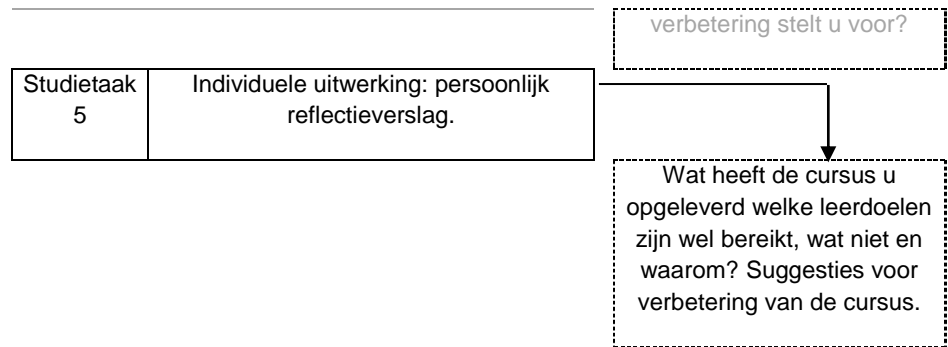 verbetering stelt u voor?
Studietaak
5
Individuele uitwerking: persoonlijk
reflectieverslag.
Wat heeft de cursus u
opgeleverd welke leerdoelen
zijn wel bereikt, wat niet en
waarom? Suggesties voor
verbetering van de cursus.